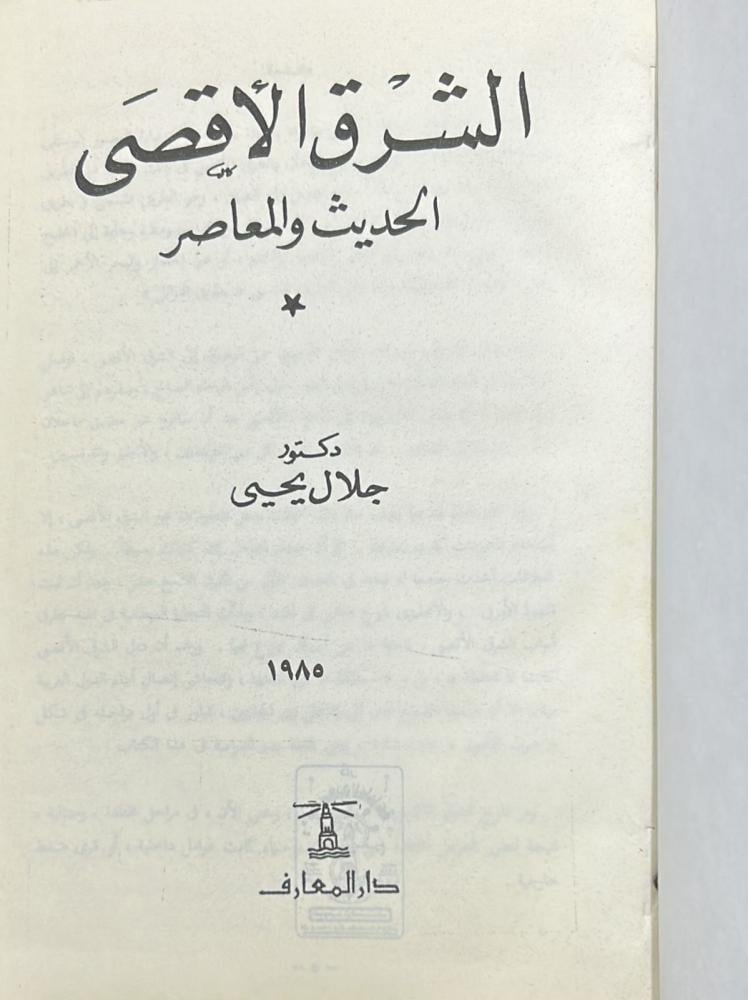 الشرق الأقصى
الحديث والمعاصر
دكتور
جلال يحيى
١٩٨٥
دار المعارف